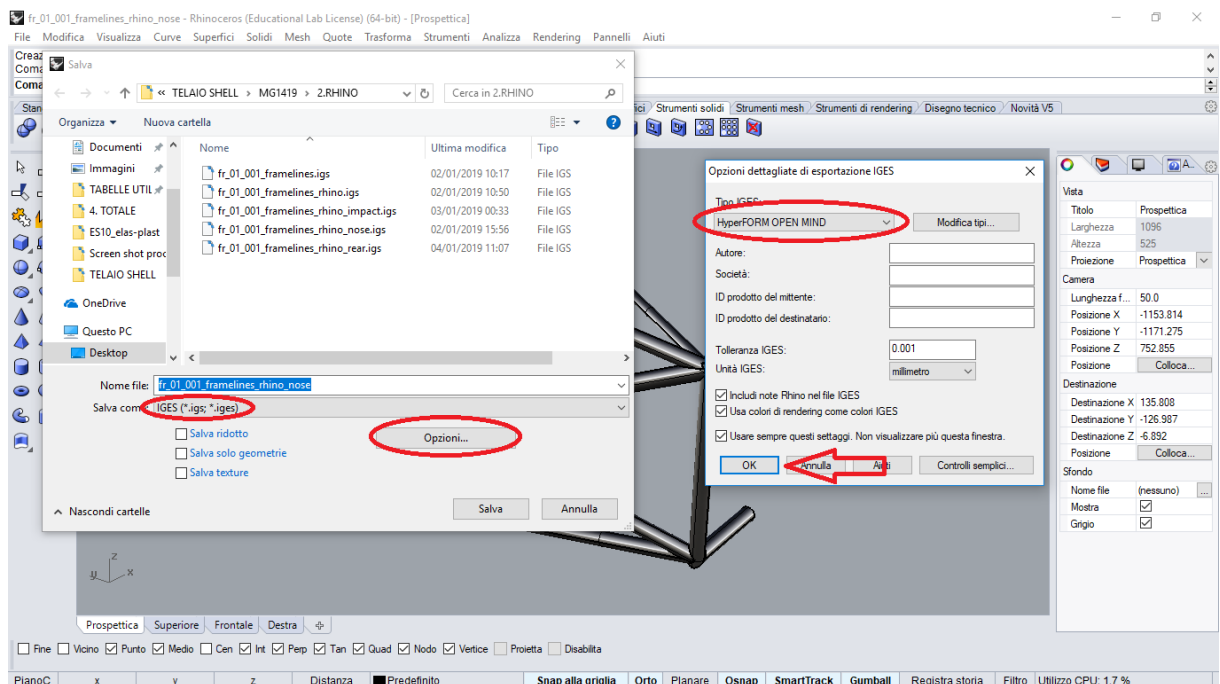 fr_01_001_framelines_rhino_nose - Rhinoceros (Educational Lab License) (64-bit) - [Prospettica]
File Modifica Visualizza Curve Superfici Solidi Mesh Quote Trasforma Strumenti Analizza Rendering Pannelli Aiuti
Salva
« TELAIO SHELL > MG1419 > 2.RHINO
Cerca in 2.RHINO
Strumenti solidi Strumenti mesh Strumenti di rendering Disegno tecnico Novità V5
Organizza Nuova cartella
Nome Ultima modifica Tipo
Documenti
Immagini
TABELLE UTIL
4. TOTALE
ES10_elas-plast
Screen shot proc
TELAIO SHELL
OneDrive
Questo PC
Desktop
fr_01_001_framelines.igs 02/01/2019 10:17 File IGS
fr_01_001_framelines_rhino.igs 02/01/2019 10:50 File IGS
fr_01_001_framelines_rhino_impact.igs 03/01/2019 00:33 File IGS
fr_01_001_framelines_rhino_nose.igs 02/01/2019 15:56 File IGS
fr_01_001_framelines_rhino_rear.igs 04/01/2019 11:07 File IGS
Nome file: fr_01_001_framelines_rhino_nose
Salva come: IGES (*.igs; *.iges)
Salva ridotto
Opzioni...
Salva solo geometrie
Salva texture
Nascondi cartelle
Salva Annulla
Opzioni dettagliate di esportazione IGES
Tipo IGES:
HyperFORM OPEN MIND Modifica tipi...
Autore:
Società:
ID prodotto del mittente:
ID prodotto del destinatario:
Tolleranza IGES: 0.001
Unità IGES: millimetro
Includi note Rhino nel file IGES
Usa colori di rendering come colori IGES
Usare sempre questi settaggi. Non visualizzare più questa finestra.
OK Annulla Aiuti Controlli semplici...
Vista
Titolo Prospettica
Larghezza 1096
Altezza 525
Proiezione Prospettica
Camera
Lunghezza f... 50.0
Posizione X -1153.814
Posizione Y -1171.275
Posizione Z 752.855
Posizione Colloca...
Destinazione
Destinazione X 135.808
Destinazione Y -126.987
Destinazione Z -6.892
Posizione Colloca...
Sfondo
Nome file (nessuno) ...
Mostra
Grigio
z
y x
Prospettica Superiore Frontale Destra
Fine Vicino Punto Medio Cen Int Perp Tan Quad Nodo Vertice Proietta Disabilita
PianoC x y z Distanza Predefinito Snap alla griglia Orto Planare Osnap SmartTrack Gumball Registra storia Filtro Utilizzo CPU: 1.7 %